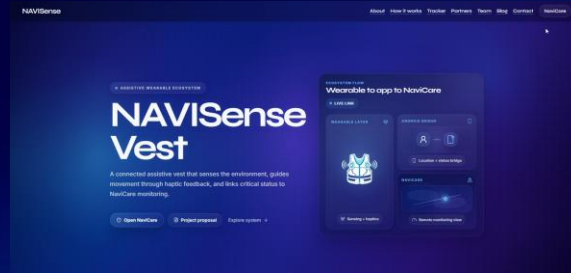 NAVISense
About How it works Tracker Partners Team Blog Contact NaviCare
ASSISTIVE WEARABLE ECOSYSTEM
NAVISense
Vest
A connected assistive vest that senses the environment, guides
movement through haptic feedback, and links critical status to
NaviCare monitoring.
Open NaviCare Project proposal Explore system →
ECOSYSTEM FLOW
Wearable to app to NaviCare
LIVE LINK
WEARABLE LAYER
Sensing + haptics
ANDROID BRIDGE
Location + status bridge
NAVICARE
Remote monitoring view